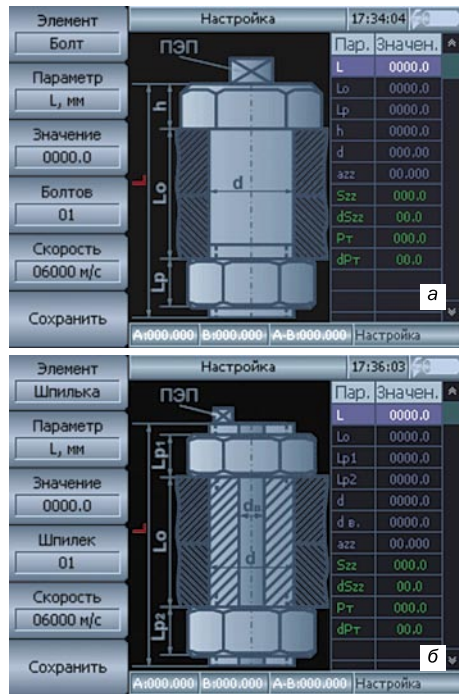 Элемент
Болт
Параметр
L, мм
Значение
0000.0
Болтов
01
Скорость
06000 м/с
Сохранить
Настройка 17:34:04
ПЭП
h
Lo
Lp
L
d
Пар. Значен.
L 0000.0
Lo 0000.0
Lp 0000.0
h 0000.0
d 000.00
azz 00.000
Szz 000.0
dSzz 00.0
Pт 000.0
dPт 00.0
а
A:000.000 B:000.000 A-B:000.000 Настройка
Элемент
Шпилька
Параметр
L, мм
Значение
0000.0
Шпилек
01
Скорость
06000 м/с
Сохранить
Настройка 17:36:03
ПЭП
Lp1
Lo
Lp2
L
dв
d
Пар. Значен.
L 0000.0
Lo 0000.0
Lp1 0000.0
Lp2 0000.0
d 0000.0
d в. 0000.0
azz 00.000
Szz 000.0
dSzz 00.0
Pт 000.0
dPт 00.0
б
A:000.000 B:000.000 A-B:000.000 Настройка